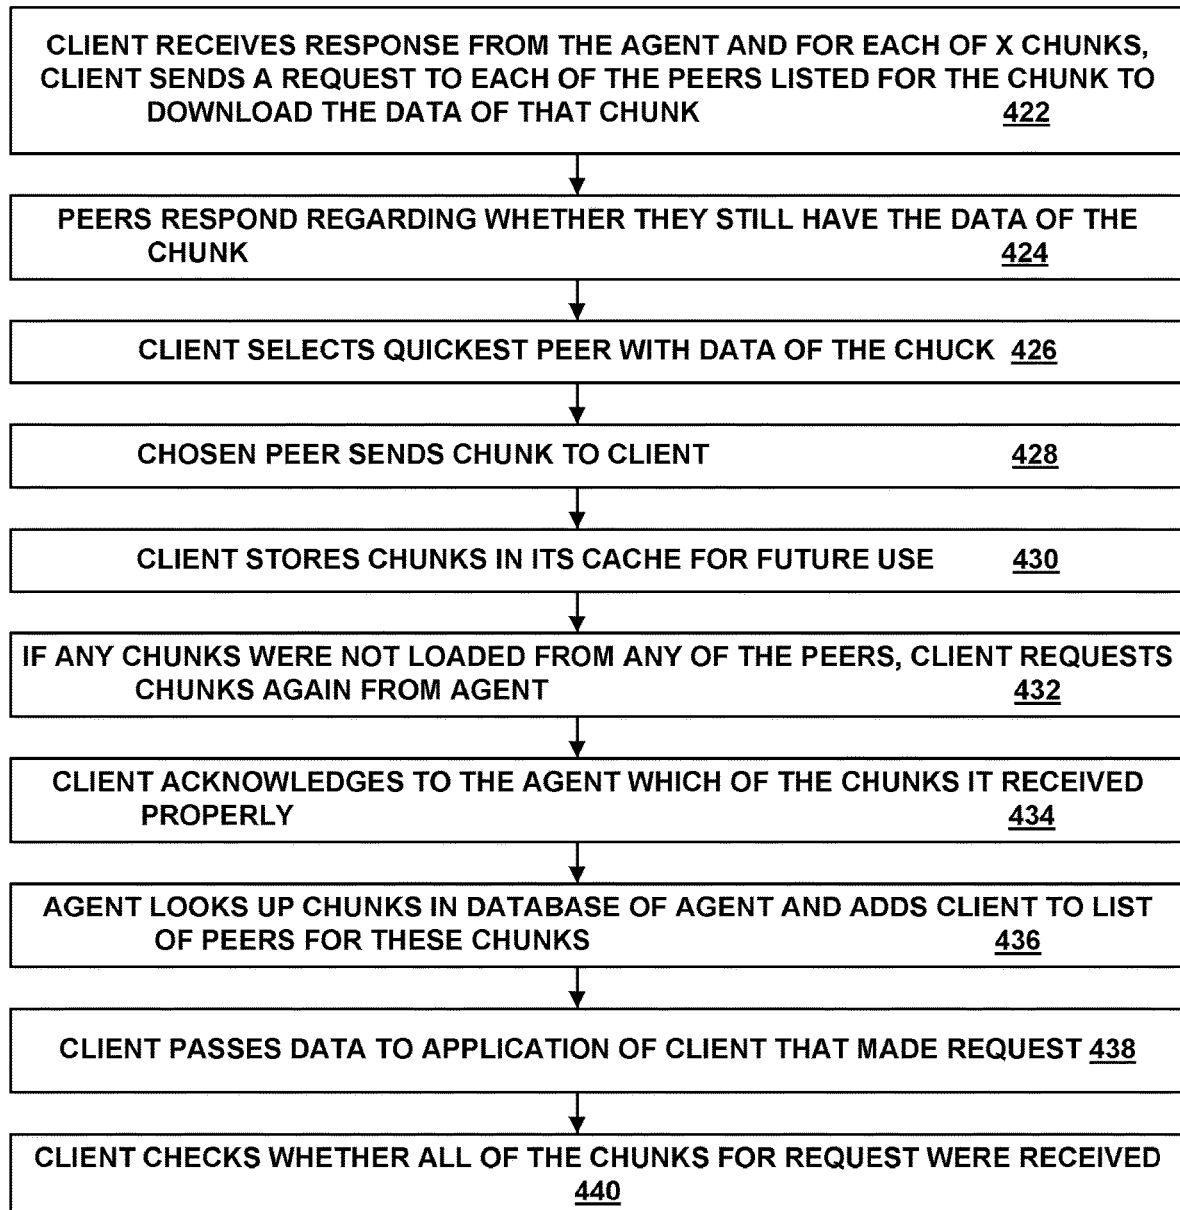 CLIENT RECEIVES RESPONSE FROM THE AGENT AND FOR EACH OF X CHUNKS,
CLIENT SENDS A REQUEST TO EACH OF THE PEERS LISTED FOR THE CHUNK TO
DOWNLOAD THE DATA OF THAT CHUNK 422
PEERS RESPOND REGARDING WHETHER THEY STILL HAVE THE DATA OF THE
CHUNK 424
CLIENT SELECTS QUICKEST PEER WITH DATA OF THE CHUCK 426
CHOSEN PEER SENDS CHUNK TO CLIENT 428
CLIENT STORES CHUNKS IN ITS CACHE FOR FUTURE USE 430
IF ANY CHUNKS WERE NOT LOADED FROM ANY OF THE PEERS, CLIENT REQUESTS
CHUNKS AGAIN FROM AGENT 432
CLIENT ACKNOWLEDGES TO THE AGENT WHICH OF THE CHUNKS IT RECEIVED
PROPERLY 434
AGENT LOOKS UP CHUNKS IN DATABASE OF AGENT AND ADDS CLIENT TO LIST
OF PEERS FOR THESE CHUNKS 436
CLIENT PASSES DATA TO APPLICATION OF CLIENT THAT MADE REQUEST 438
CLIENT CHECKS WHETHER ALL OF THE CHUNKS FOR REQUEST WERE RECEIVED
440